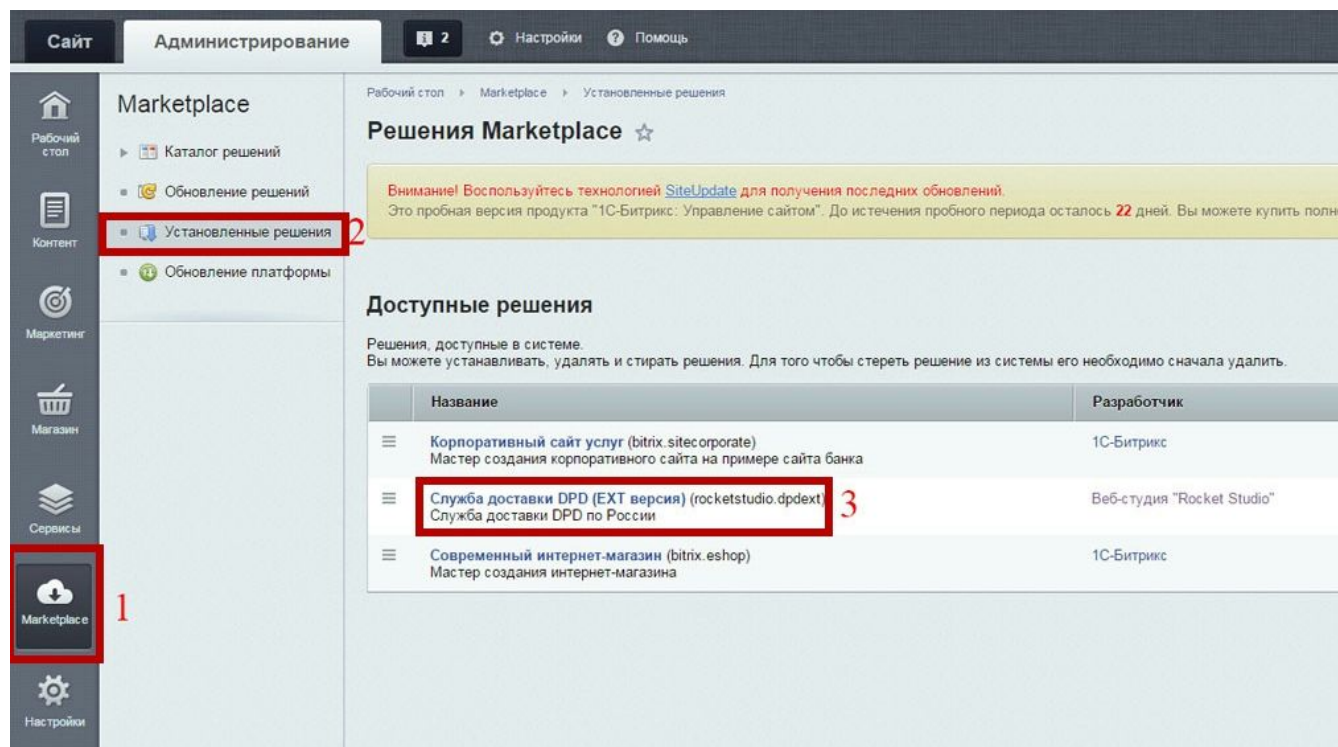 Сайт
Администрирование
2
Настройки
Помощь
Рабочий
стол
Контент
Маркетинг
Магазин
Сервисы
Marketplace
1
Настройки
Marketplace
Каталог решений
Обновление решений
Установленные решения
2
Обновление платформы
Рабочий стол Marketplace Установленные решения
Решения Marketplace
Внимание! Воспользуйтесь технологией SiteUpdate для получения последних обновлений.
Это пробная версия продукта "1С-Битрикс: Управление сайтом". До истечения пробного периода осталось 22 дней. Вы можете купить полн
Доступные решения
Решения, доступные в системе.
Вы можете устанавливать, удалять и стирать решения. Для того чтобы стереть решение из системы его необходимо сначала удалить.
Название Разработчик
Корпоративный сайт услуг (bitrix.sitecorporate) 1С-Битрикс
Мастер создания корпоративного сайта на примере сайта банка
Служба доставки DPD (EXT версия) (rocketstudio.dpdext) 3 Веб-студия "Rocket Studio"
Служба доставки DPD по России
Современный интернет-магазин (bitrix.eshop) 1С-Битрикс
Мастер создания интернет-магазина